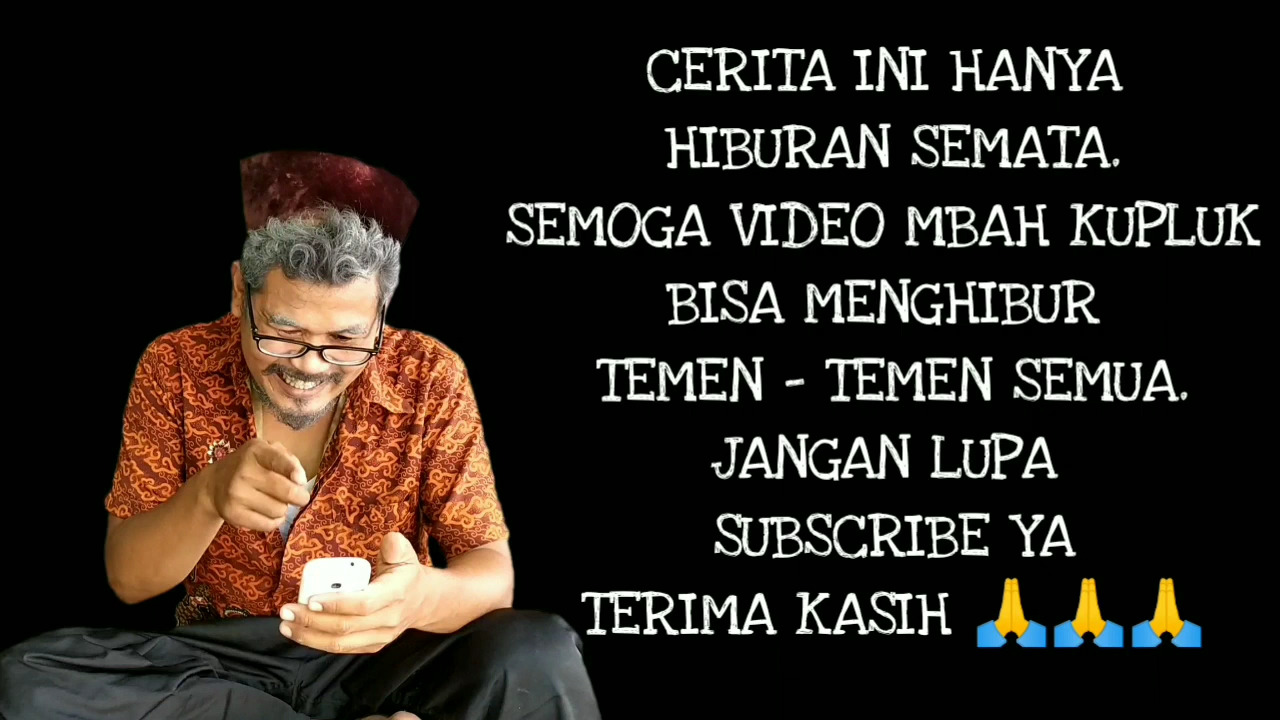 CERITA INI HANYA
HIBURAN SEMATA.
SEMOGA VIDEO MBAH KUPLUK
BISA MENGHIBUR
TEMEN - TEMEN SEMUA.
JANGAN LUPA
SUBSCRIBE YA
TERIMA KASIH 🙏🙏🙏